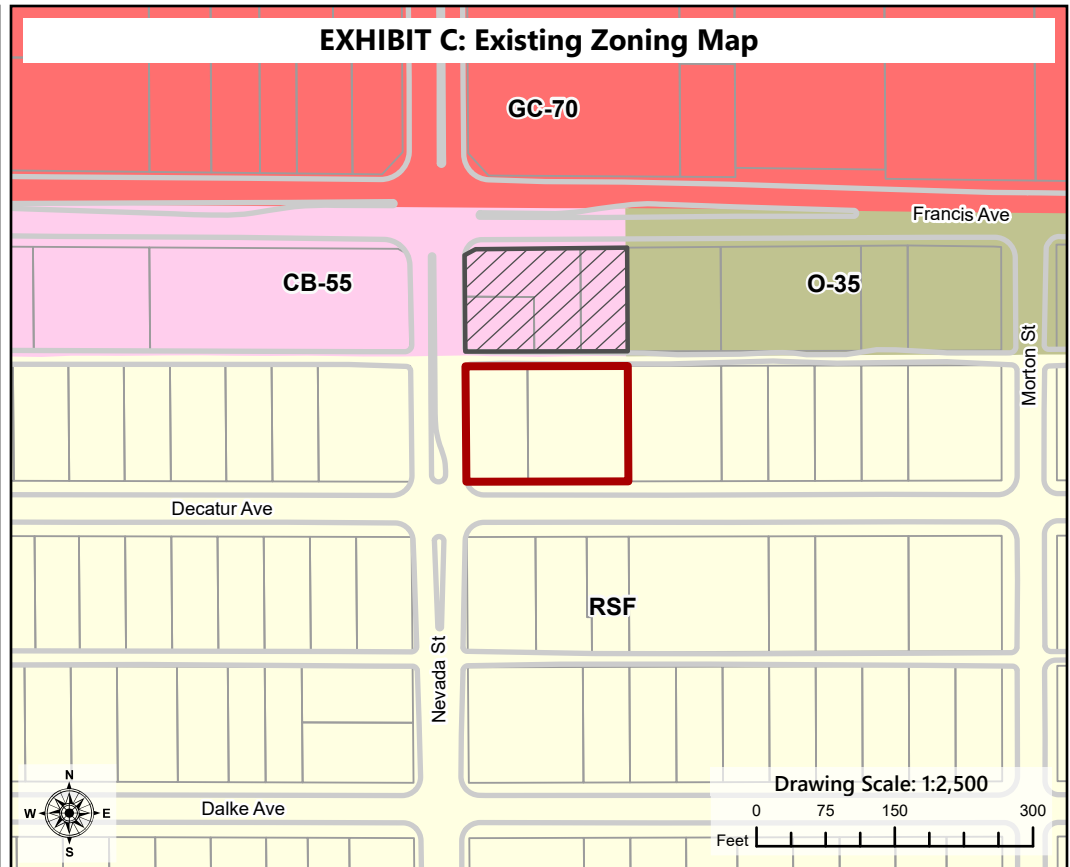 EXHIBIT C: Existing Zoning Map
GC-70
Francis Ave
CB-55
O-35
Morton St
Decatur Ave
RSF
Nevada St
N
W E
S
Dalke Ave
Drawing Scale: 1:2,500
0 75 150 300
Feet